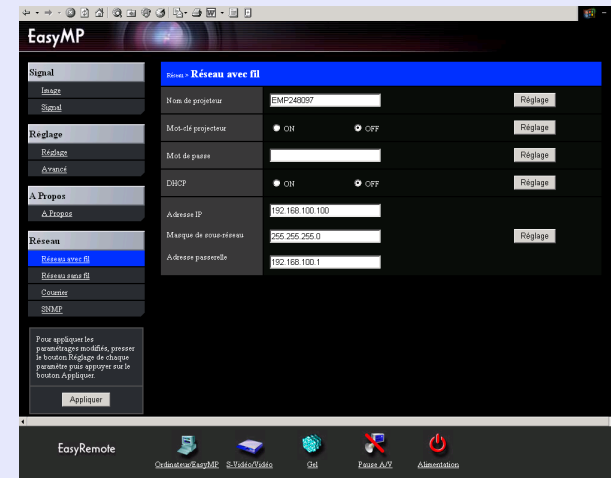 EasyMP
Signal
Image
Signal
Réglage
Réglage
Avancé
A Propos
A Propos
Réseau
Réseau avec fil
Réseau sans fil
Courrier
SNMP
Pour appliquer les
paramétrages modifiés, presser
le bouton Réglage de chaque
paramètre puis appuyer sur le
bouton Appliquer.
Appliquer
Réseau > Réseau avec fil
Nom de projeteur EMP248097 Réglage
Mot-clé projecteur ON OFF Réglage
Mot de passe Réglage
DHCP ON OFF Réglage
Adresse IP 192.168.100.100
Masque de sous-réseau 255.255.255.0 Réglage
Adresse passerelle 192.168.100.1
EasyRemote
Ordinateur/EasyMP S-Vidéo/Vidéo Gel Pause A/V Alimentation